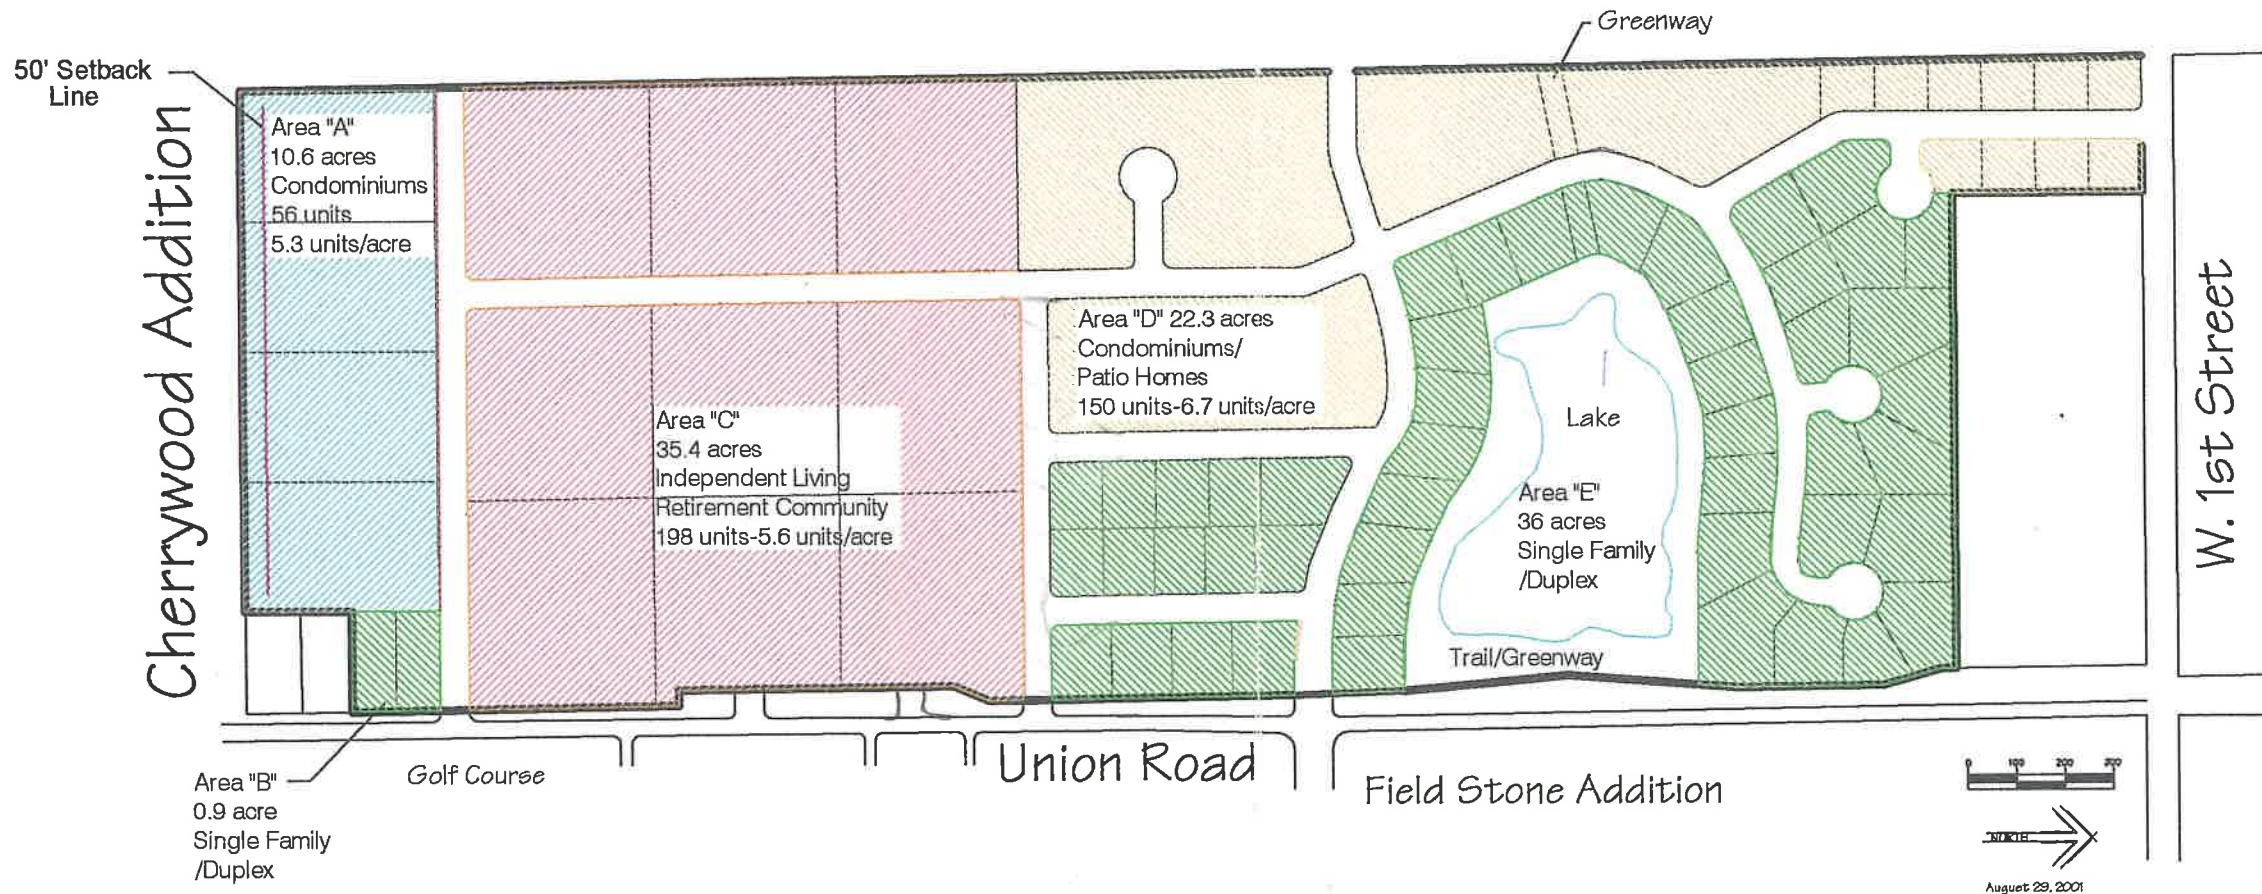 Greenway
50' Setback
Line
Cherrywood Addition
Area "A"
10.6 acres
Condominiums
56 units
5.3 units/acre
Area "C"
35.4 acres
Independent Living
Retirement Community
198 units-5.6 units/acre
Area "D" 22.3 acres
Condominiums/
Patio Homes
150 units-6.7 units/acre
Lake
Area "E"
36 acres
Single Family
/Duplex
Trail/Greenway
W. 1st Street
Area "B"
0.9 acre
Single Family
/Duplex
Golf Course
Union Road
Field Stone Addition
0 100 200 300
NORTH
August 29, 2001